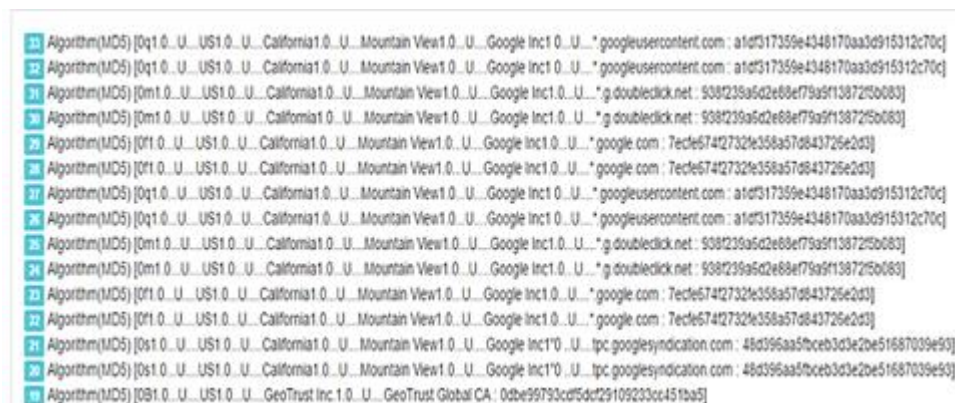 33 Algorithm(MD5) [0q1.0...U....US1.0...U....California1.0...U....Mountain View1.0...U....Google Inc1.0...U....*.googleusercontent.com : a1df317359e4348170aa3d915312c70c]
32 Algorithm(MD5) [0q1.0...U....US1.0...U....California1.0...U....Mountain View1.0...U....Google Inc1.0...U....*.googleusercontent.com : a1df317359e4348170aa3d915312c70c]
31 Algorithm(MD5) [0m1.0...U....US1.0...U....California1.0...U....Mountain View1.0...U....Google Inc1.0...U....*.g.doubleclick.net : 938f239a6d2e88ef79a9f13872f5b083]
30 Algorithm(MD5) [0m1.0...U....US1.0...U....California1.0...U....Mountain View1.0...U....Google Inc1.0...U....*.g.doubleclick.net : 938f239a6d2e88ef79a9f13872f5b083]
29 Algorithm(MD5) [0f1.0...U....US1.0...U....California1.0...U....Mountain View1.0...U....Google Inc1.0...U....*.google.com : 7ecfe674f2732fe358a57d843726e2d3]
28 Algorithm(MD5) [0f1.0...U....US1.0...U....California1.0...U....Mountain View1.0...U....Google Inc1.0...U....*.google.com : 7ecfe674f2732fe358a57d843726e2d3]
27 Algorithm(MD5) [0q1.0...U....US1.0...U....California1.0...U....Mountain View1.0...U....Google Inc1.0...U....*.googleusercontent.com : a1df317359e4348170aa3d915312c70c]
26 Algorithm(MD5) [0q1.0...U....US1.0...U....California1.0...U....Mountain View1.0...U....Google Inc1.0...U....*.googleusercontent.com : a1df317359e4348170aa3d915312c70c]
25 Algorithm(MD5) [0m1.0...U....US1.0...U....California1.0...U....Mountain View1.0...U....Google Inc1.0...U....*.g.doubleclick.net : 938f239a6d2e88ef79a9f13872f5b083]
24 Algorithm(MD5) [0m1.0...U....US1.0...U....California1.0...U....Mountain View1.0...U....Google Inc1.0...U....*.g.doubleclick.net : 938f239a6d2e88ef79a9f13872f5b083]
23 Algorithm(MD5) [0f1.0...U....US1.0...U....California1.0...U....Mountain View1.0...U....Google Inc1.0...U....*.google.com : 7ecfe674f2732fe358a57d843726e2d3]
22 Algorithm(MD5) [0f1.0...U....US1.0...U....California1.0...U....Mountain View1.0...U....Google Inc1.0...U....*.google.com : 7ecfe674f2732fe358a57d843726e2d3]
21 Algorithm(MD5) [0s1.0...U....US1.0...U....California1.0...U....Mountain View1.0...U....Google Inc1"0...U....tpc.googlesyndication.com : 48d396aa5fbceb3d3e2be51687039e93]
20 Algorithm(MD5) [0s1.0...U....US1.0...U....California1.0...U....Mountain View1.0...U....Google Inc1"0...U....tpc.googlesyndication.com : 48d396aa5fbceb3d3e2be51687039e93]
19 Algorithm(MD5) [0B1.0...U....US1.0...U....GeoTrust Inc.1.0...U....GeoTrust Global CA : 0dbe99793cdf5dcf29109233cc451ba5]